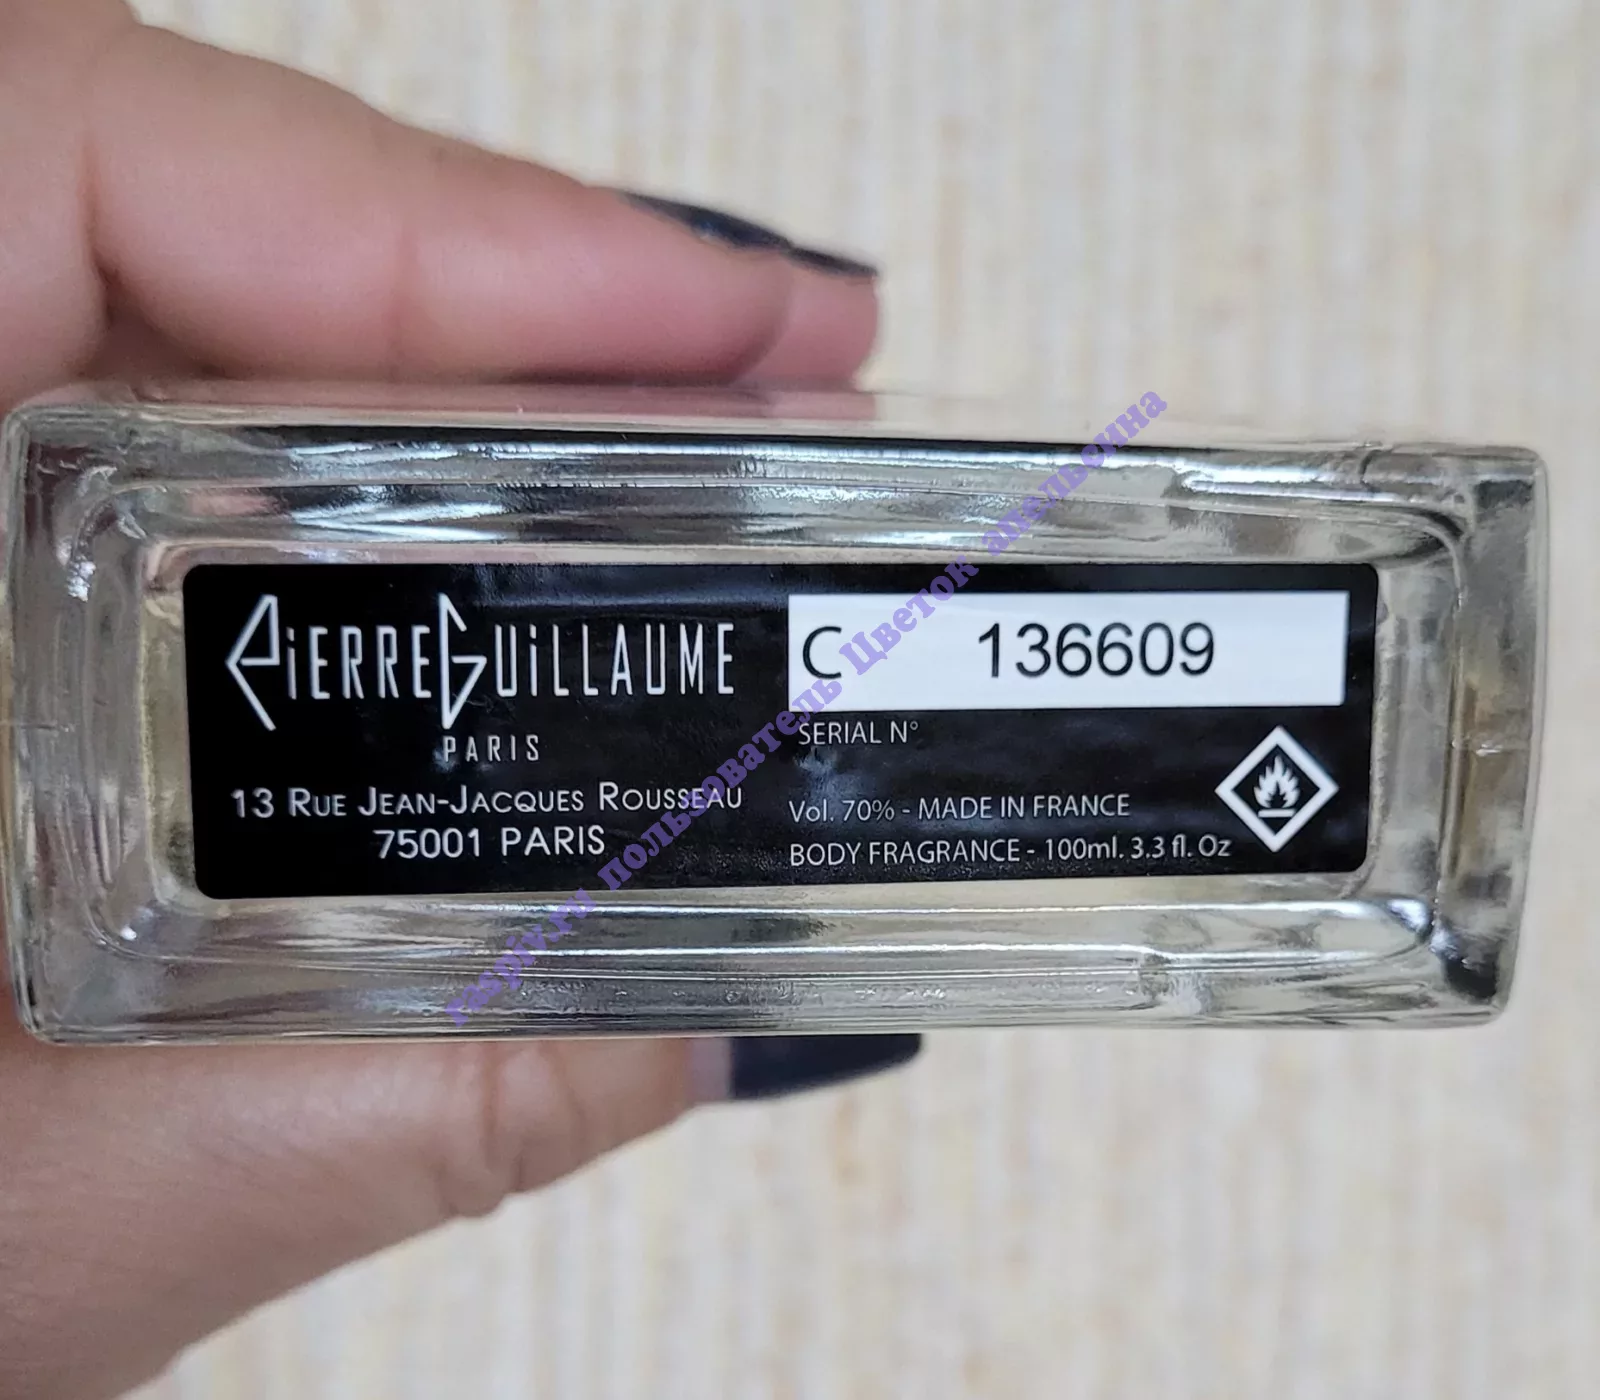 PiERREGUiLLAUME
PARIS
13 RUE JEAN-JACQUES ROUSSEAU
75001 PARIS
C 136609
SERIAL N°
Vol. 70% - MADE IN FRANCE
BODY FRAGRANCE - 100ml. 3.3 fl. Oz
raspiv.ru пользователь Цветок апельсина